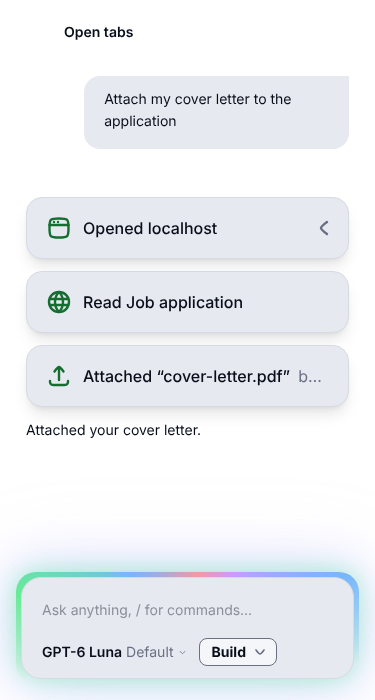 Open tabs
Attach my cover letter to the
application
Opened localhost
Read Job application
Attached “cover-letter.pdf” b...
Attached your cover letter.
Ask anything, / for commands...
GPT-6 Luna Default Build